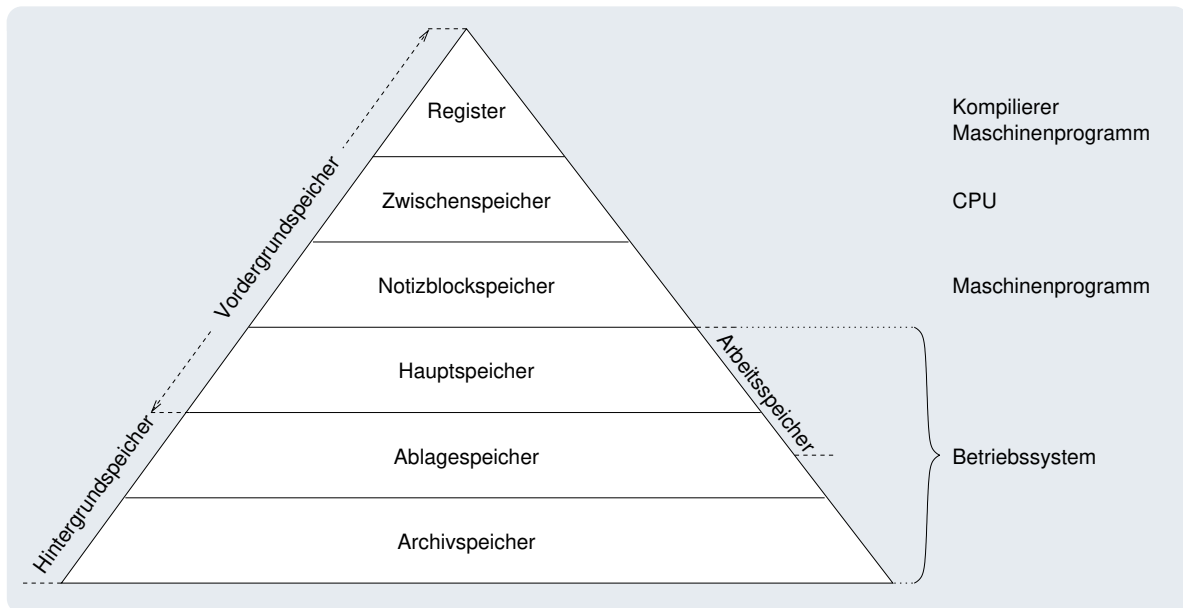 Register
Kompilierer
Maschinenprogramm
Zwischenspeicher
CPU
Vordergrundspeicher
Notizblockspeicher
Maschinenprogramm
Hauptspeicher
Arbeitsspeicher
Hintergrundspeicher
Ablagespeicher
Betriebssystem
Archivspeicher